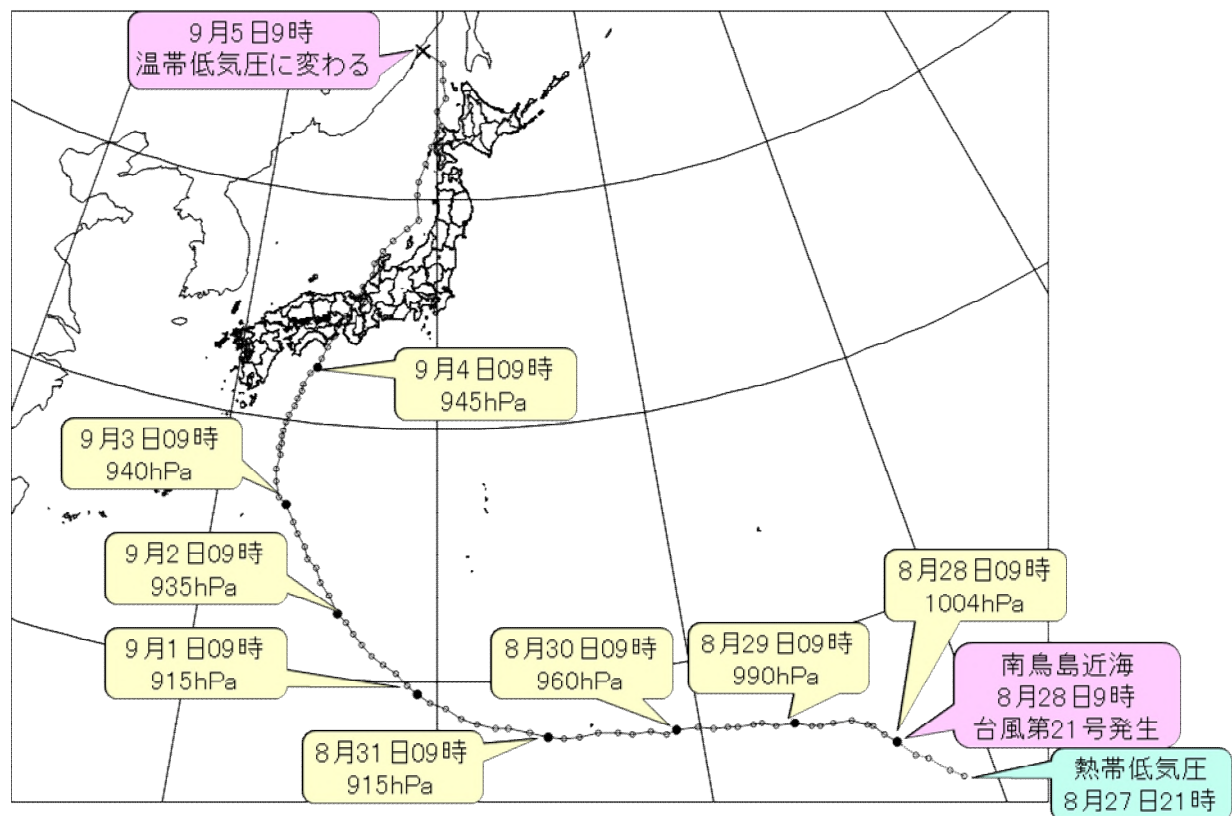 9月5日9時
温帯低気圧に変わる
9月4日09時
945hPa
9月3日09時
940hPa
9月2日09時
935hPa
9月1日09時
915hPa
8月31日09時
915hPa
8月30日09時
960hPa
8月29日09時
990hPa
8月28日09時
1004hPa
南鳥島近海
8月28日9時
台風第21号発生
熱帯低気圧
8月27日21時